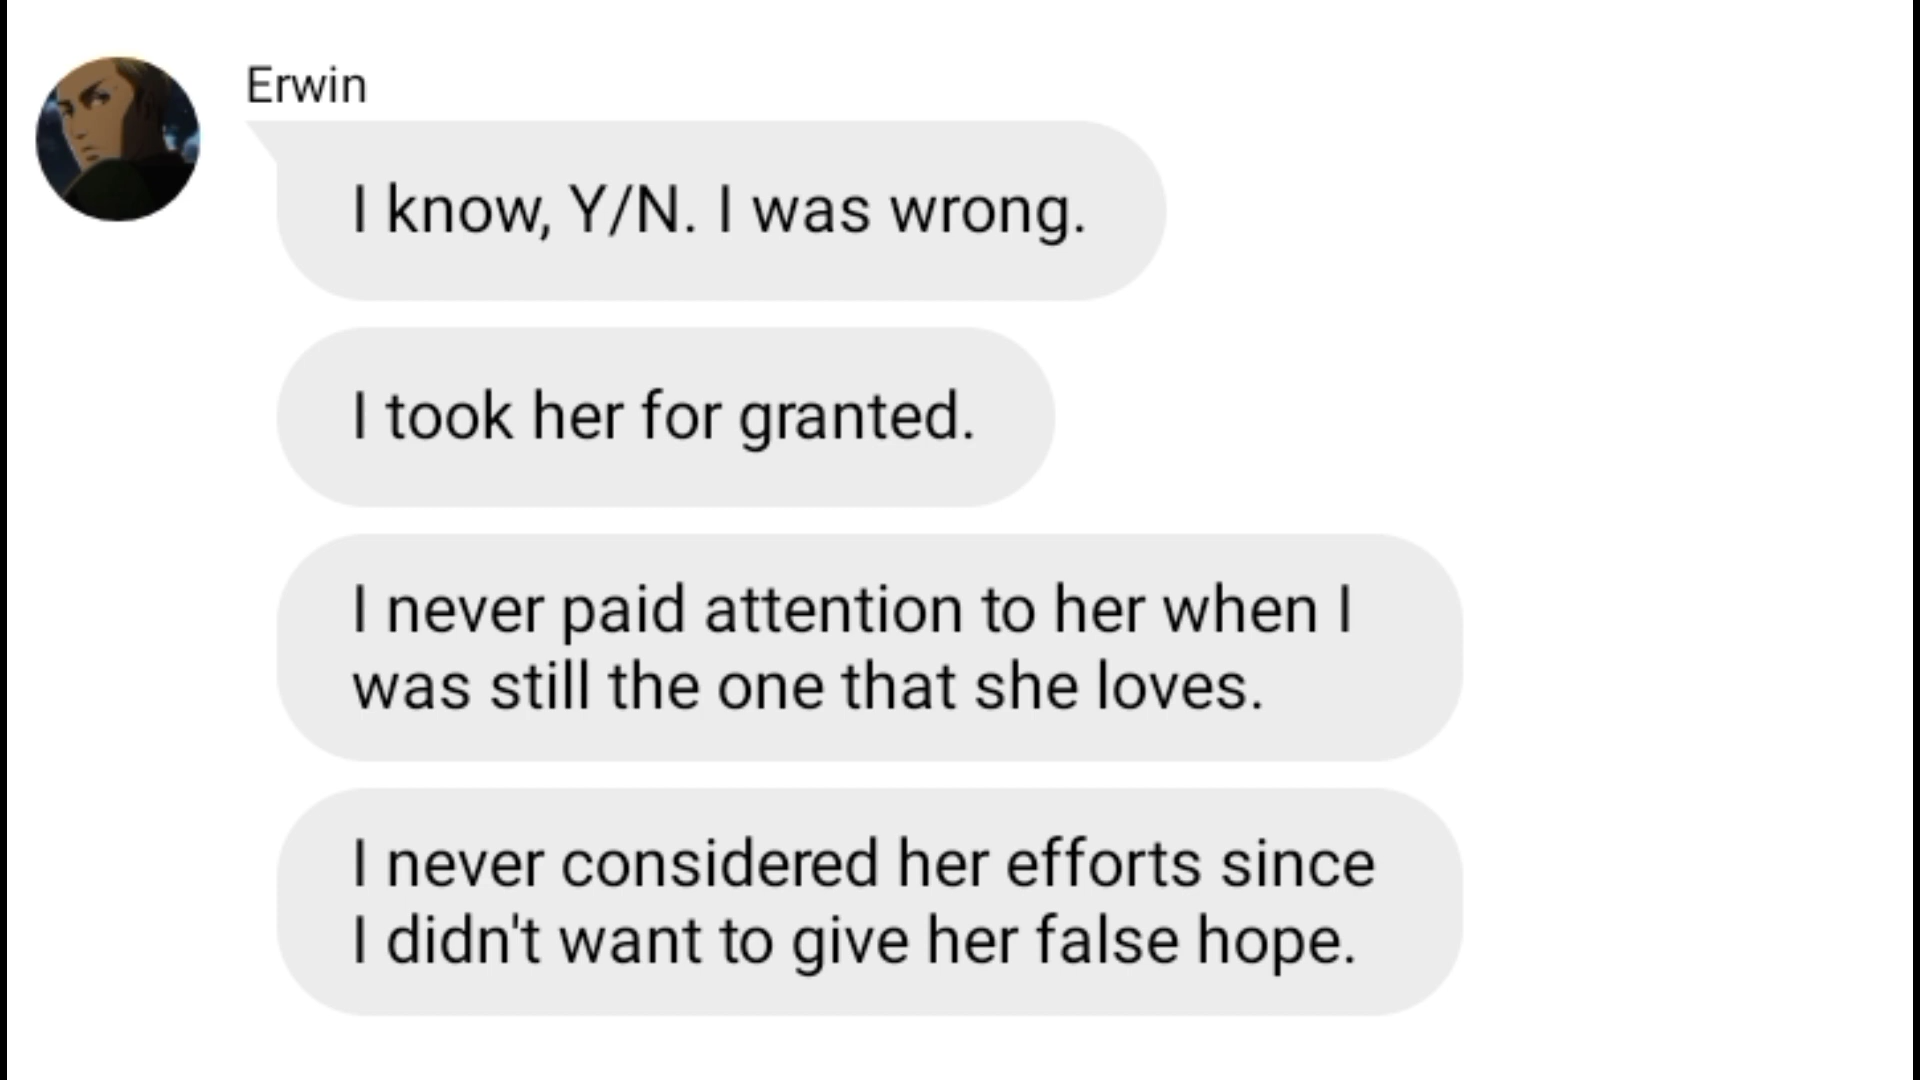 Erwin
I know, Y/N. I was wrong.
I took her for granted.
I never paid attention to her when I
was still the one that she loves.
I never considered her efforts since
I didn't want to give her false hope.